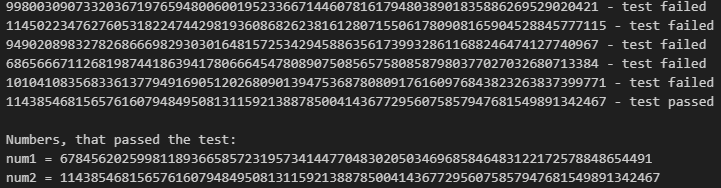 99800309073320367197659480060019523366714460781617948038901835886269529020421 - test failed
114502234762760531822474429819360868262381612807155061780908165904528845777115 - test failed
94902089832782686669829303016481572534294588635617399328611688246474127740967 - test failed
68656667112681987441863941780666454780890750856575808587980377027032680713384 - test failed
101041083568336137794916905120268090139475368780809176160976843823263837399771 - test failed
114385468156576160794849508131159213887850041436772956075857947681549891342467 - test passed
Numbers, that passed the test:
num1 = 67845620259981189366585723195734144770483020503469685846483122172578848654491
num2 = 114385468156576160794849508131159213887850041436772956075857947681549891342467